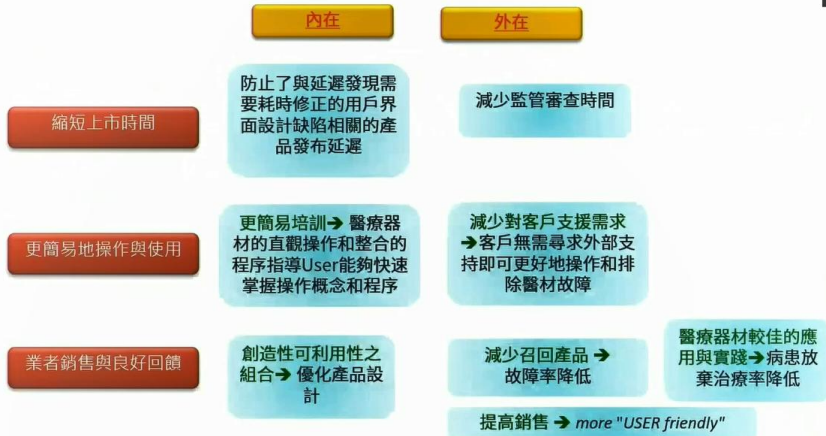 內在
外在
縮短上市時間
防止了與延遲發現需
要耗時修正的用戶界
面設計缺陷相關的產
品發布延遲
減少監管審查時間
更簡易地操作與使用
更簡易培訓➔ 醫療器
材的直觀操作和整合的
程序指導User能夠快速
掌握操作概念和程序
減少對客戶支援需求
➔客戶無需尋求外部支
持即可更好地操作和排
除醫材故障
業者銷售與良好回饋
創造性可利用性之
組合➔ 優化產品設
計
減少召回產品 ➔
故障率降低
醫療器材較佳的應
用與實踐➔病患放
棄治療率降低
提高銷售 ➔ more "USER friendly"